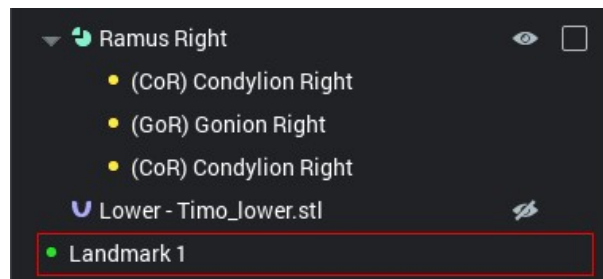 Ramus Right
(CoR) Condylion Right
(GoR) Gonion Right
(CoR) Condylion Right
Lower - Timo_lower.stl
Landmark 1